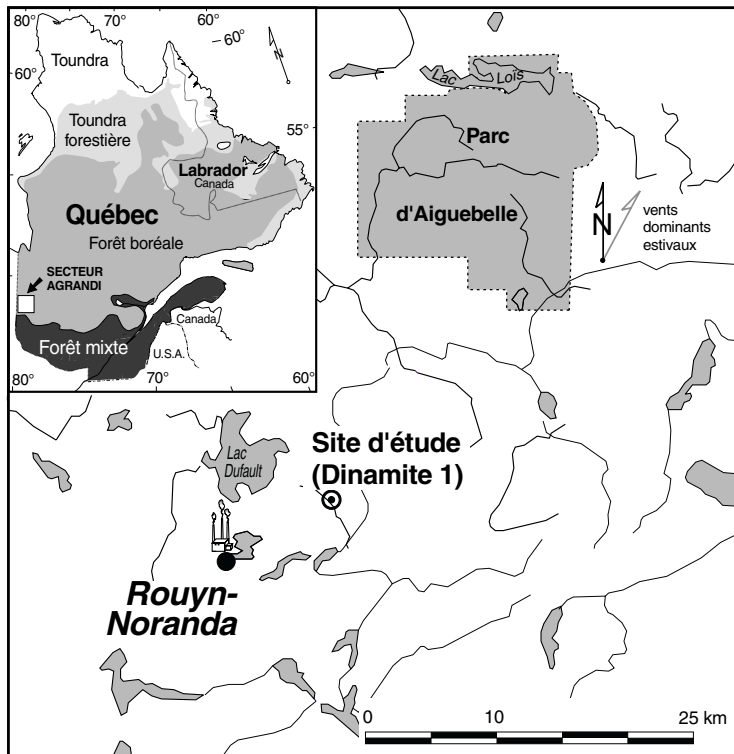 80°
70°
60°
60°
N
60°
Toundra
Toundra
forestière
55°
Labrador
Canada
Québec
Forêt boréale
SECTEUR
AGRANDI
Canada
Forêt mixte
U.S.A.
80°
70°
60°
Lac Loïs
Parc
d'Aiguebelle
N
vents
dominants
estivaux
Lac
Dufault
Site d'étude
(Dinamite 1)
Rouyn-
Noranda
0 10 25 km